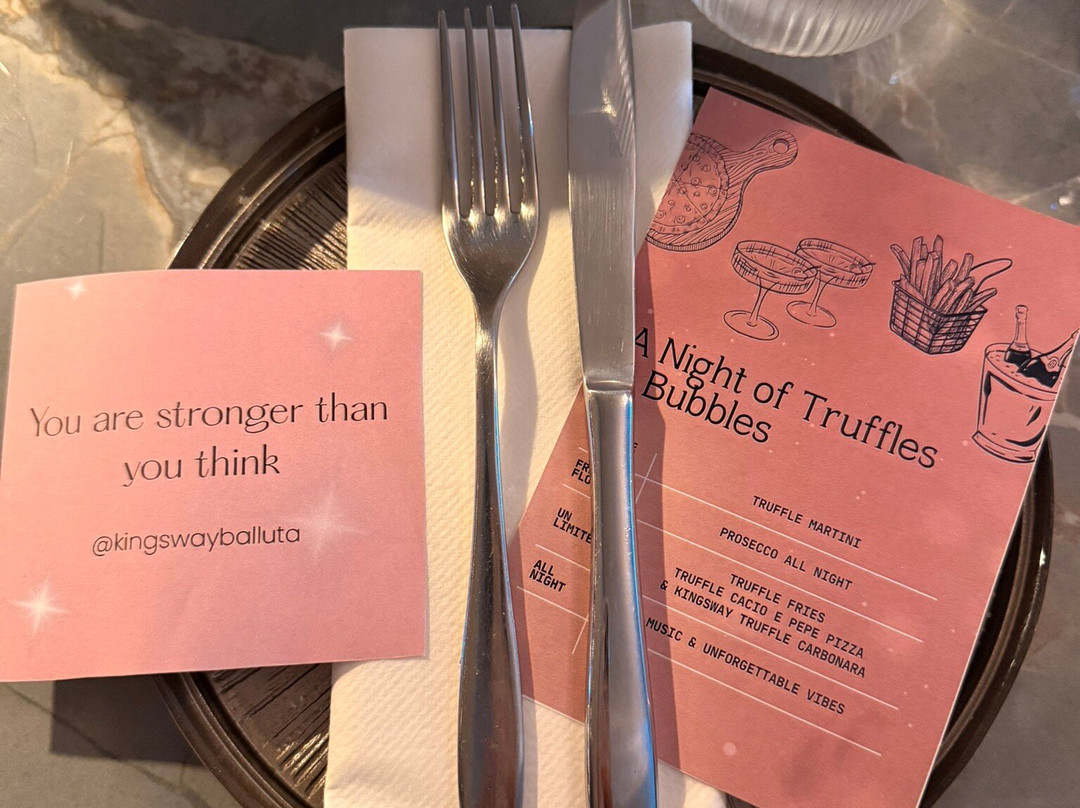 You are stronger than
you think
@kingswayballuta
A Night of Truffles
Bubbles
TRUFFLE MARTINI
PROSECCO ALL NIGHT
UN
TRUFFLE FRIES
TRUFFLE CACIO E PEPE PIZZA
& KINGSWAY TRUFFLE CARBONARA
ALL
NIGHT
MUSIC & UNFORGETTABLE VIBES